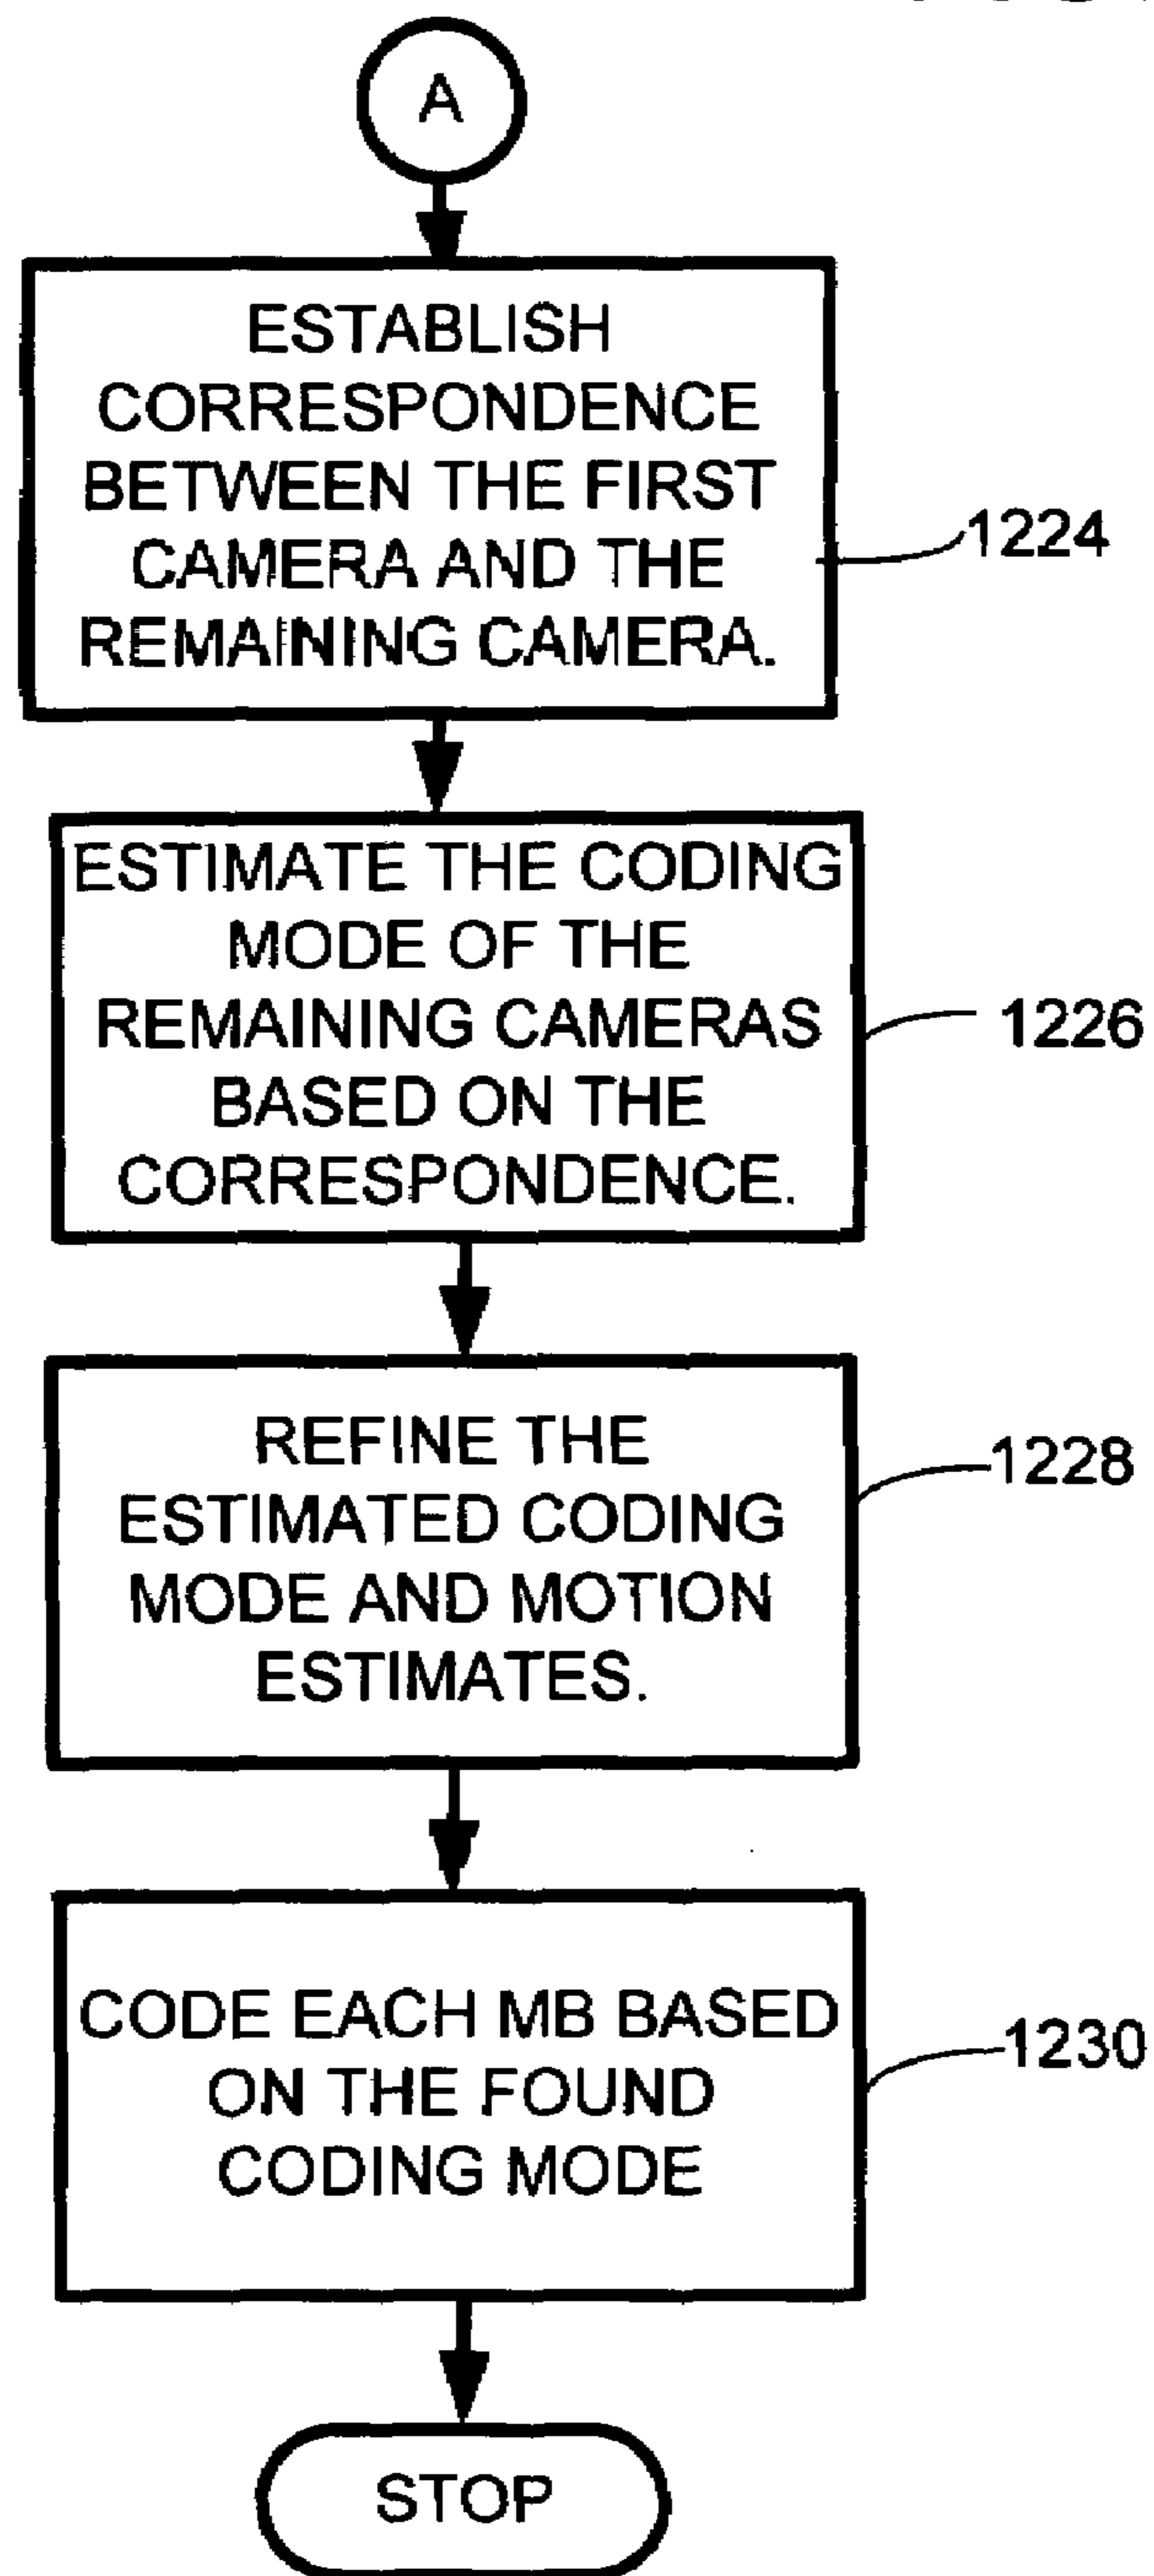 A
ESTABLISH
CORRESPONDENCE
BETWEEN THE FIRST
CAMERA AND THE
REMAINING CAMERA.
1224
ESTIMATE THE CODING
MODE OF THE
REMAINING CAMERAS
BASED ON THE
CORRESPONDENCE.
1226
REFINE THE
ESTIMATED CODING
MODE AND MOTION
ESTIMATES.
1228
CODE EACH MB BASED
ON THE FOUND
CODING MODE
1230
STOP